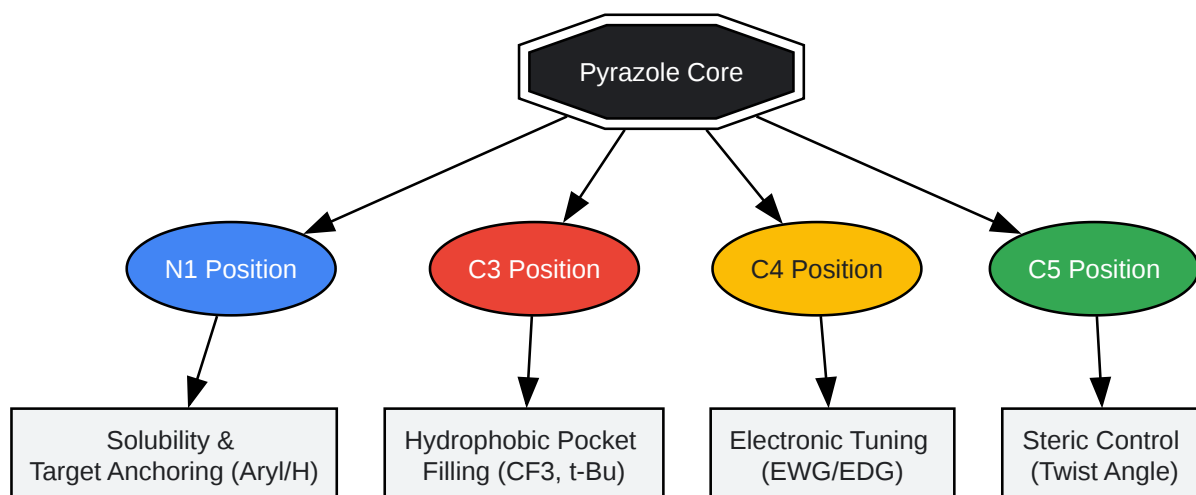 Pyrazole Core
N1 Position
C3 Position
C4 Position
C5 Position
Solubility &
Target Anchoring (Aryl/H)
Hydrophobic Pocket
Filling (CF3, t-Bu)
Electronic Tuning
(EWG/EDG)
Steric Control
(Twist Angle)